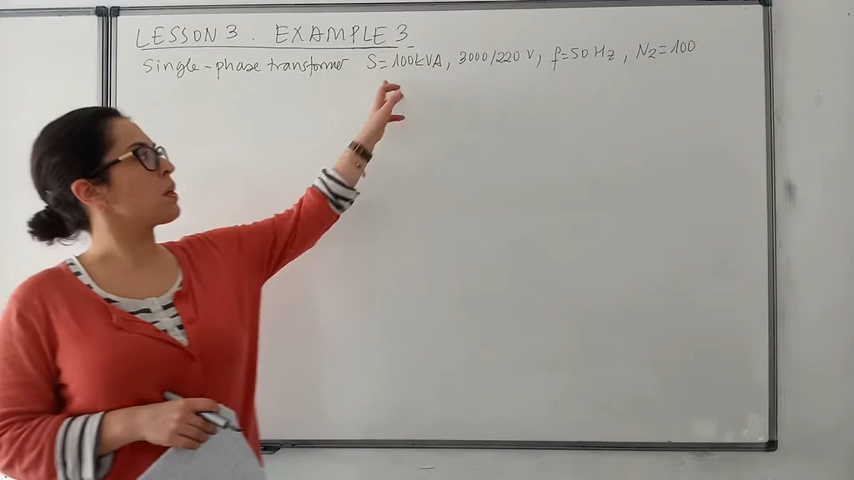 LESSON 3. EXAMPLE 3
Single-phase transformer S=100kVA, 3000/220 V, f=50 Hz, N2=100